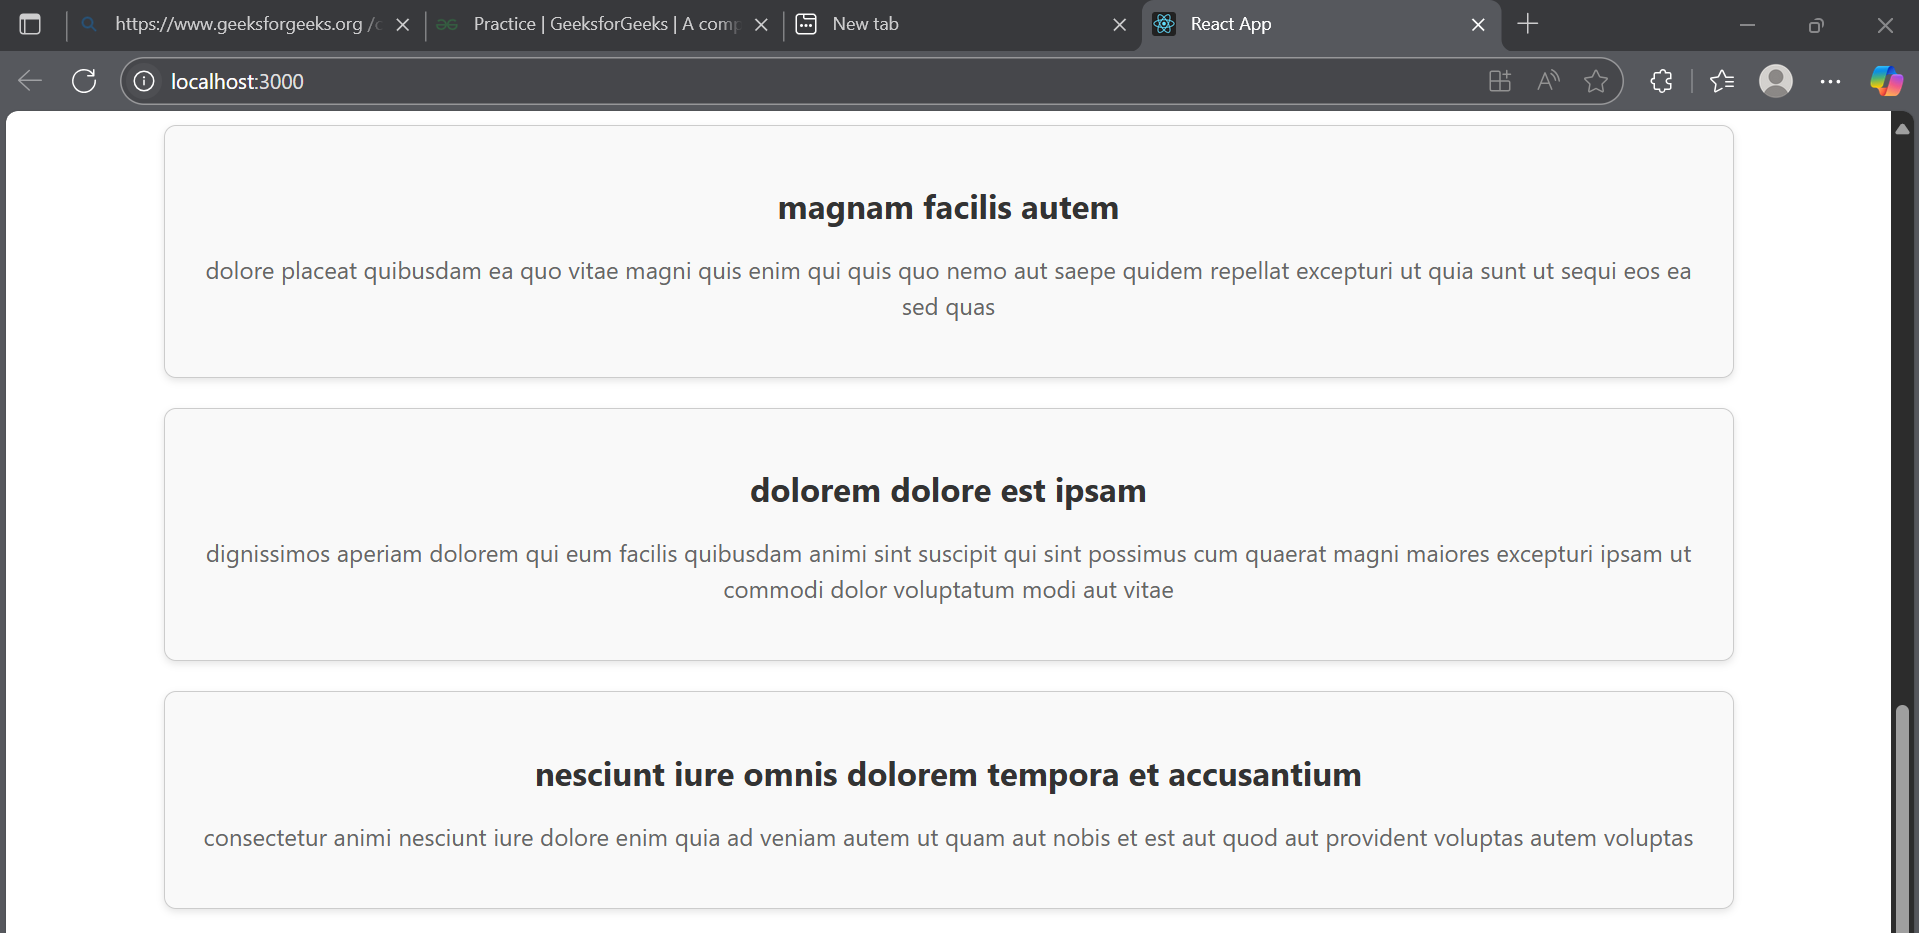 https://www.geeksforgeeks.org /
Practice | GeeksforGeeks | A comp
New tab
React App
localhost:3000
magnam facilis autem
dolore placeat quibusdam ea quo vitae magni quis enim qui quis quo nemo aut saepe quidem repellat excepturi ut quia sunt ut sequi eos ea
sed quas
dolorem dolore est ipsam
dignissimos aperiam dolorem qui eum facilis quibusdam animi sint suscipit qui sint possimus cum quaerat magni maiores excepturi ipsam ut
commodi dolor voluptatum modi aut vitae
nesciunt iure omnis dolorem tempora et accusantium
consectetur animi nesciunt iure dolore enim quia ad veniam autem ut quam aut nobis et est aut quod aut provident voluptas autem voluptas